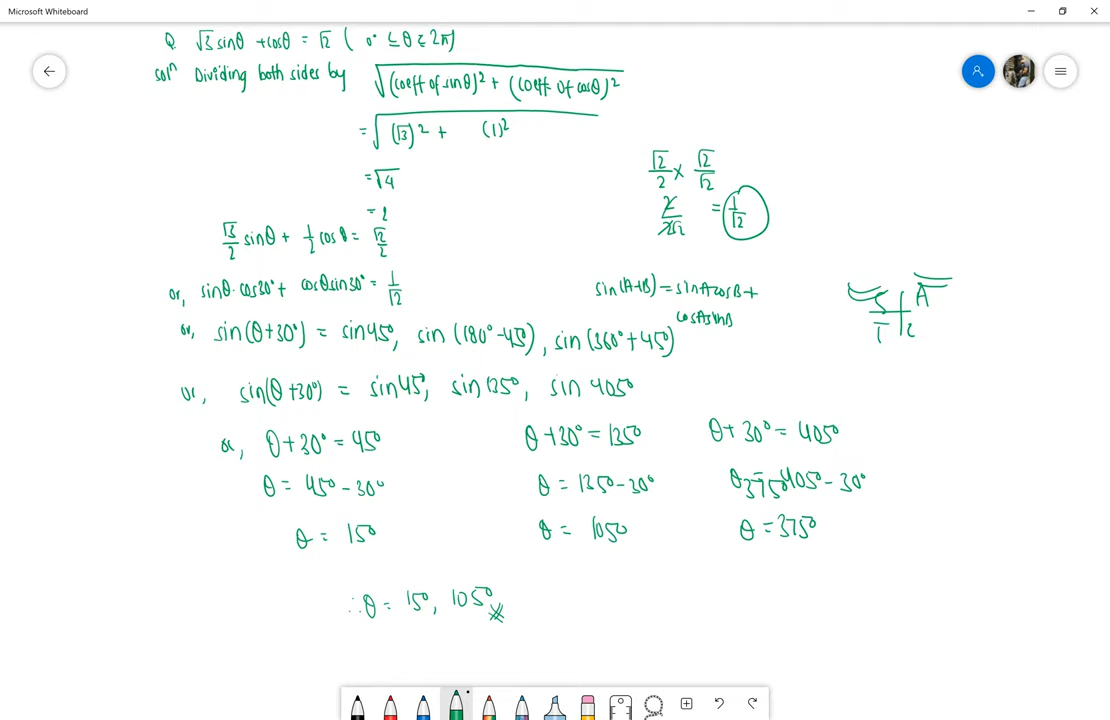 Microsoft Whiteboard
Q. √3 sinθ + cosθ = √2 ( 0° ≤ θ ≤ 2π)
solⁿ Dividing both sides by √(coeff of sinθ)² + (coeff of cosθ)²
= √(√3)² + (1)²
= √4
= 2
√2/2 × √2/√2
2/2√2 = 1/√2
√3/2 sinθ + 1/2 cosθ = √2/2
or, sinθ·cos30° + cosθ sin30° = 1/√2
sin(A+B) = sinAcosB +
cosAsinB
S A
T C
or, sin(θ+30°) = sin45°, sin(180°-45°), sin(360°+45°)
or, sin(θ+30°) = sin45°, sin135°, sin405°
or, θ+30° = 45° θ+30° = 135° θ+30° = 405°
θ = 45°-30° θ = 135°-30° θ = 405°-30°
θ = 15° θ = 105° θ = 375°
∴ θ = 15°, 105°